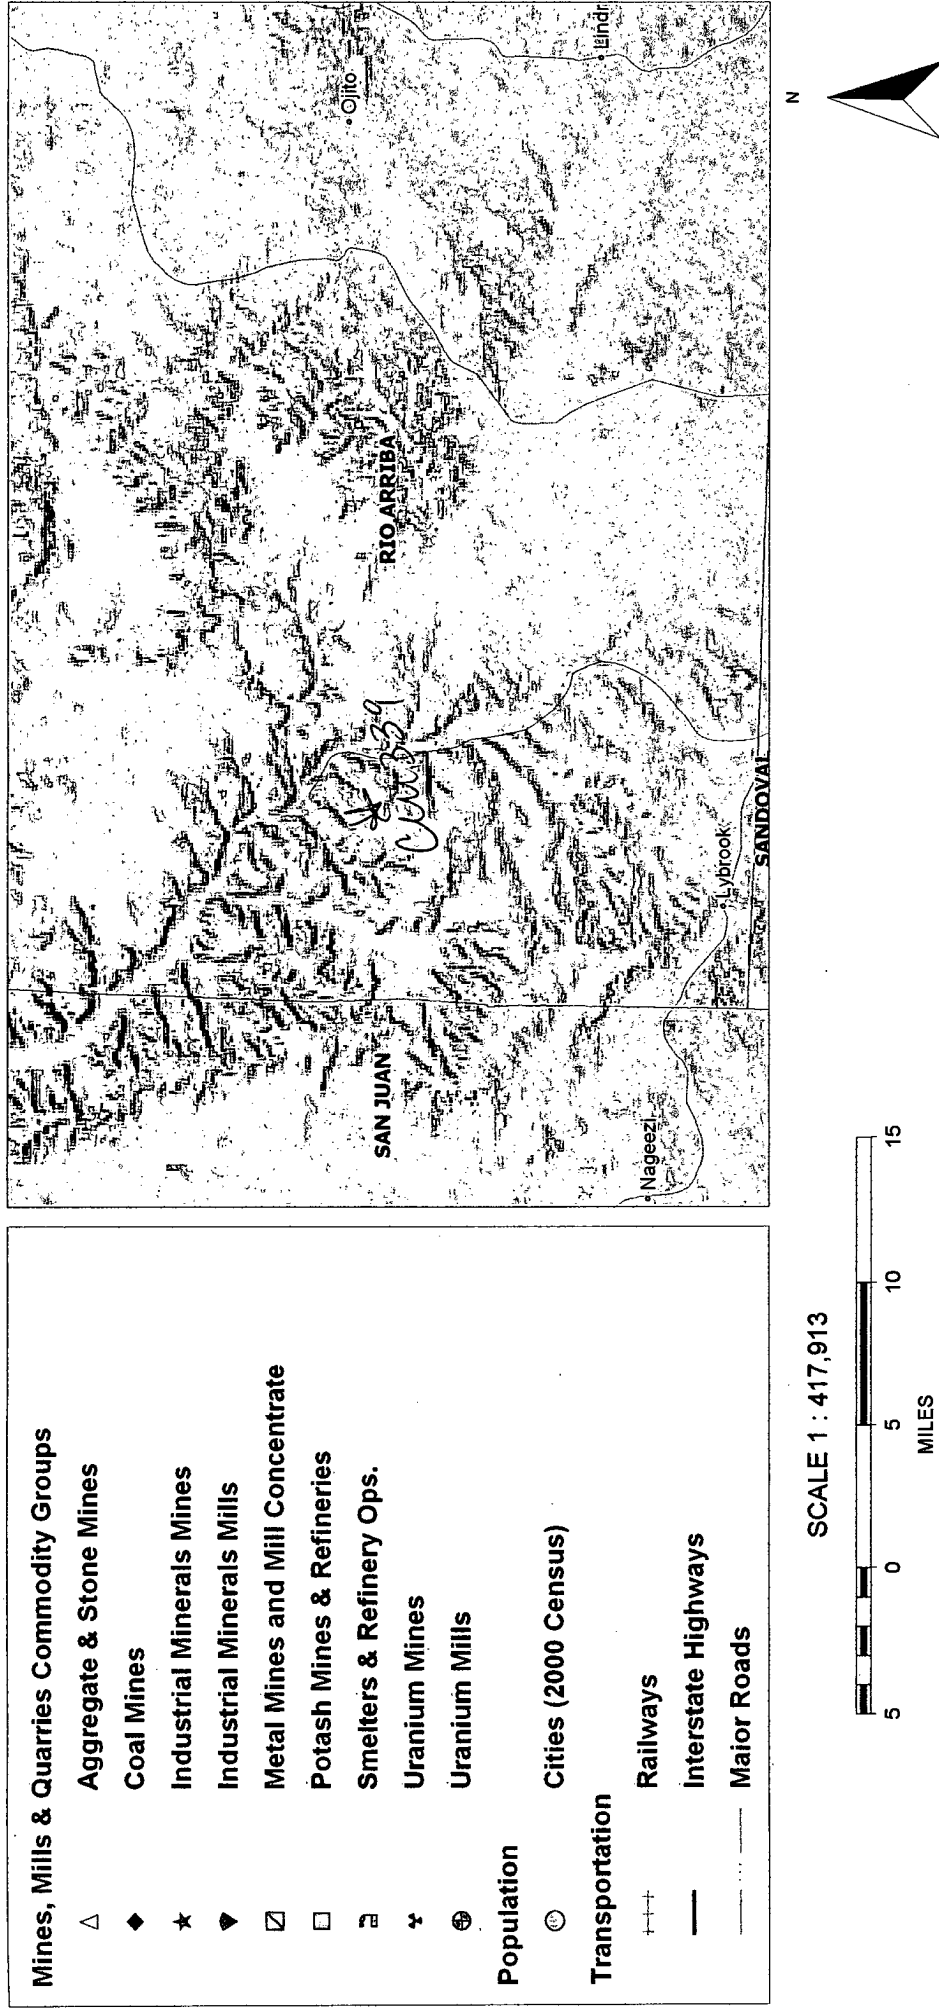 Mines, Mills & Quarries Commodity Groups
Aggregate & Stone Mines
Coal Mines
Industrial Minerals Mines
Industrial Minerals Mills
Metal Mines and Mill Concentrate
Potash Mines & Refineries
Smelters & Refinery Ops.
Uranium Mines
Uranium Mills
Population
Cities (2000 Census)
Transportation
Railways
Interstate Highways
Major Roads
Ojito
Lindr
RIO ARRIBA
SAN JUAN
Nageezi
Lybrook
SANDOVAL
N
SCALE 1 : 417,913
5 0 5 10 15
MILES